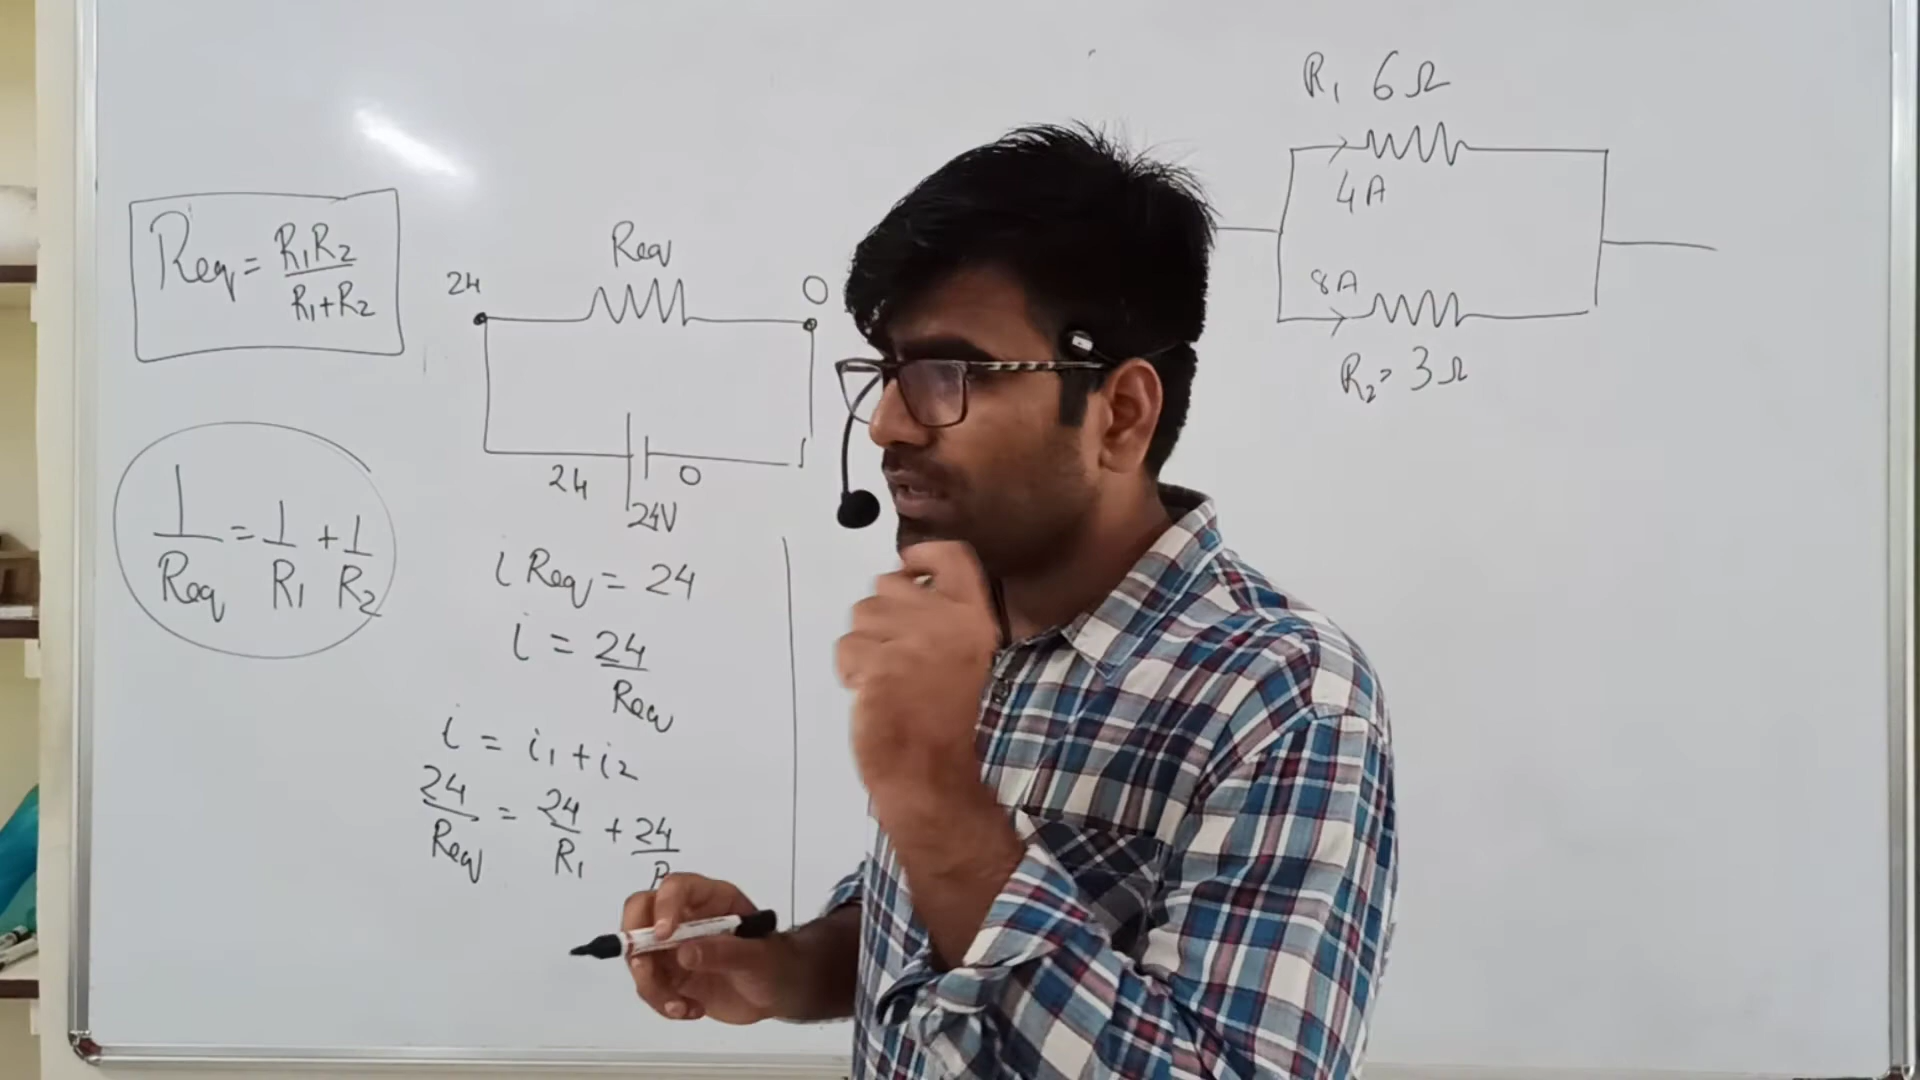 Req = R1R2 / R1+R2
1/Req = 1/R1 + 1/R2
Req
24
0
24
0
24V
i Req = 24
i = 24/Req
i = i1 + i2
24/Req = 24/R1 + 24/R
R1 6Ω
4A
8A
R2 = 3Ω